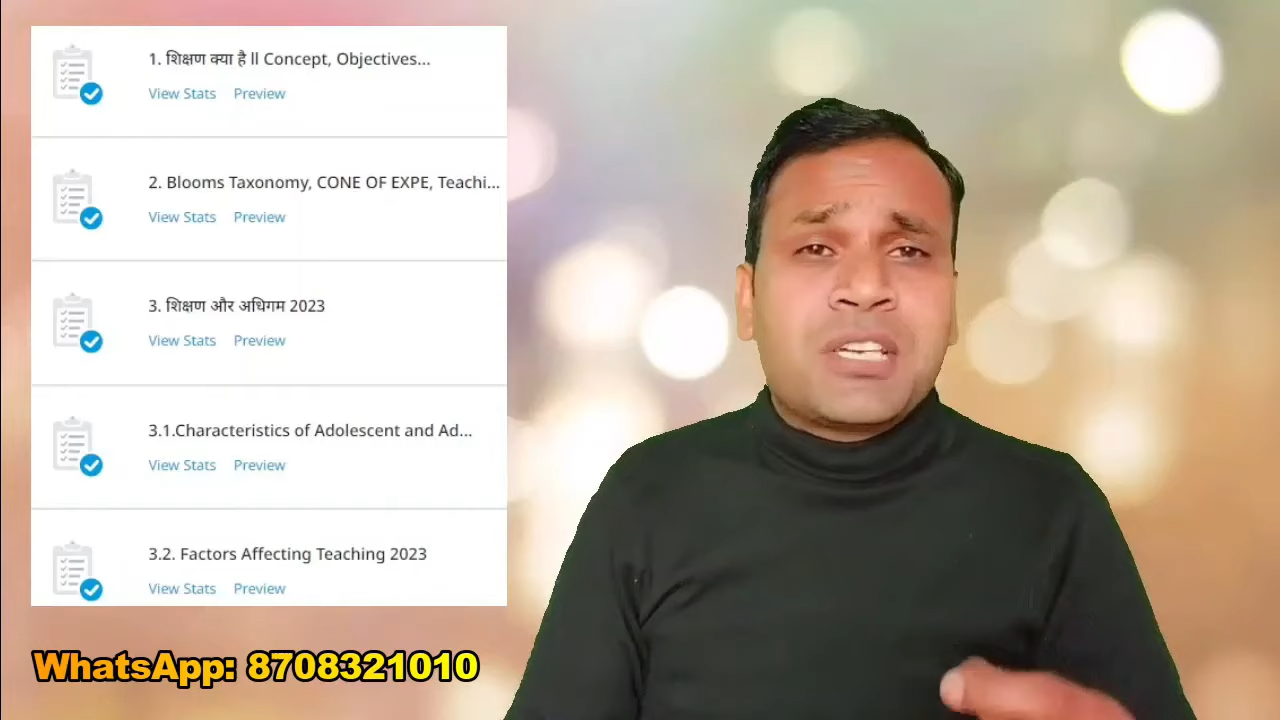 1. शिक्षण क्या है ll Concept, Objectives...
View Stats Preview
2. Blooms Taxonomy, CONE OF EXPE, Teachi...
View Stats Preview
3. शिक्षण और अधिगम 2023
View Stats Preview
3.1.Characteristics of Adolescent and Ad...
View Stats Preview
3.2. Factors Affecting Teaching 2023
View Stats Preview
WhatsApp: 8708321010